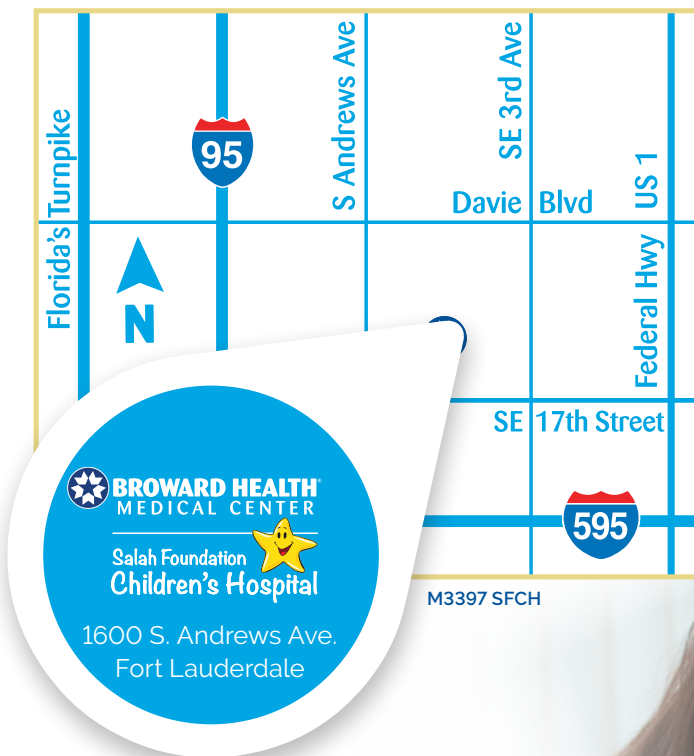 Florida's Turnpike
95
S Andrews Ave
SE 3rd Ave
US 1
Davie Blvd
N
Federal Hwy
SE 17th Street
BROWARD HEALTH
MEDICAL CENTER
595
Salah Foundation
Children's Hospital
M3397 SFCH
1600 S. Andrews Ave.
Fort Lauderdale